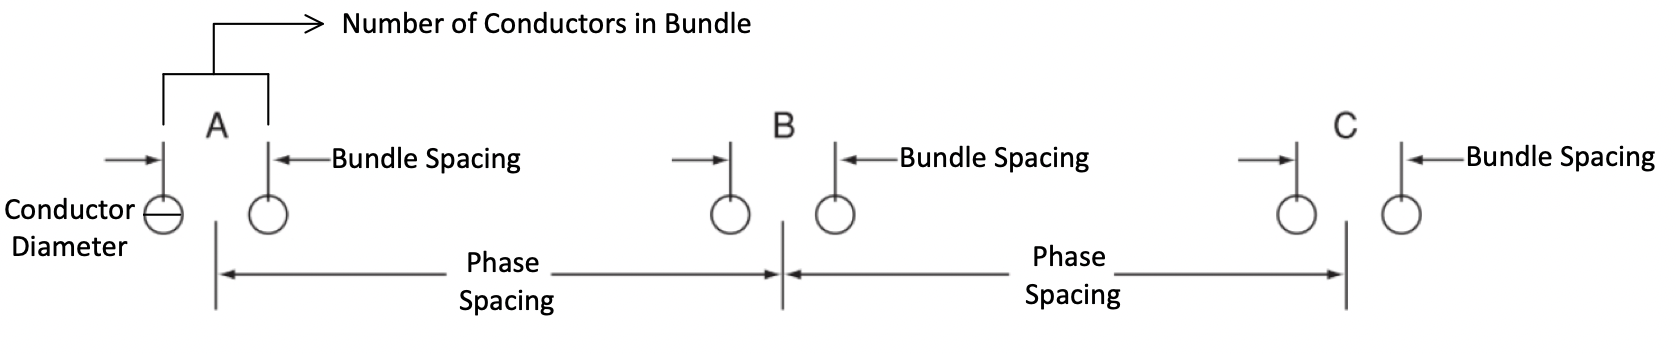 Number of Conductors in Bundle
A
B
C
Bundle Spacing
Bundle Spacing
Bundle Spacing
Conductor
Diameter
Phase
Spacing
Phase
Spacing